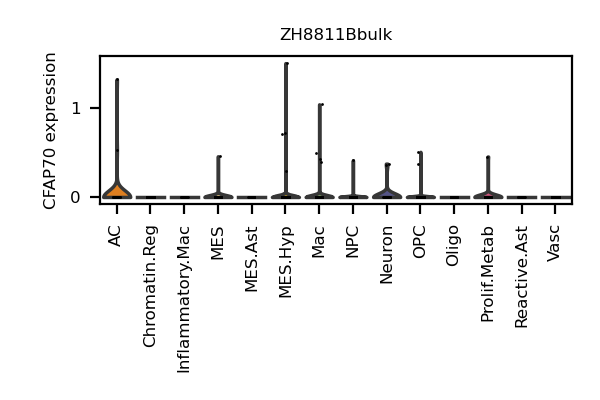 ZH8811Bbulk
CFAP70 expression
1
0
AC
Chromatin.Reg
Inflammatory.Mac
MES
MES.Ast
MES.Hyp
Mac
NPC
Neuron
OPC
Oligo
Prolif.Metab
Reactive.Ast
Vasc